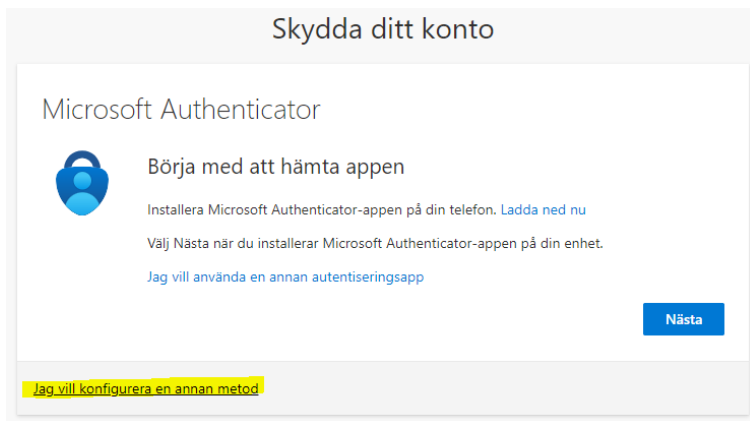 Skydda ditt konto
Microsoft Authenticator
Börja med att hämta appen
Installera Microsoft Authenticator-appen på din telefon. Ladda ned nu
Välj Nästa när du installerar Microsoft Authenticator-appen på din enhet.
Jag vill använda en annan autentiseringsapp
Nästa
Jag vill konfigurera en annan metod